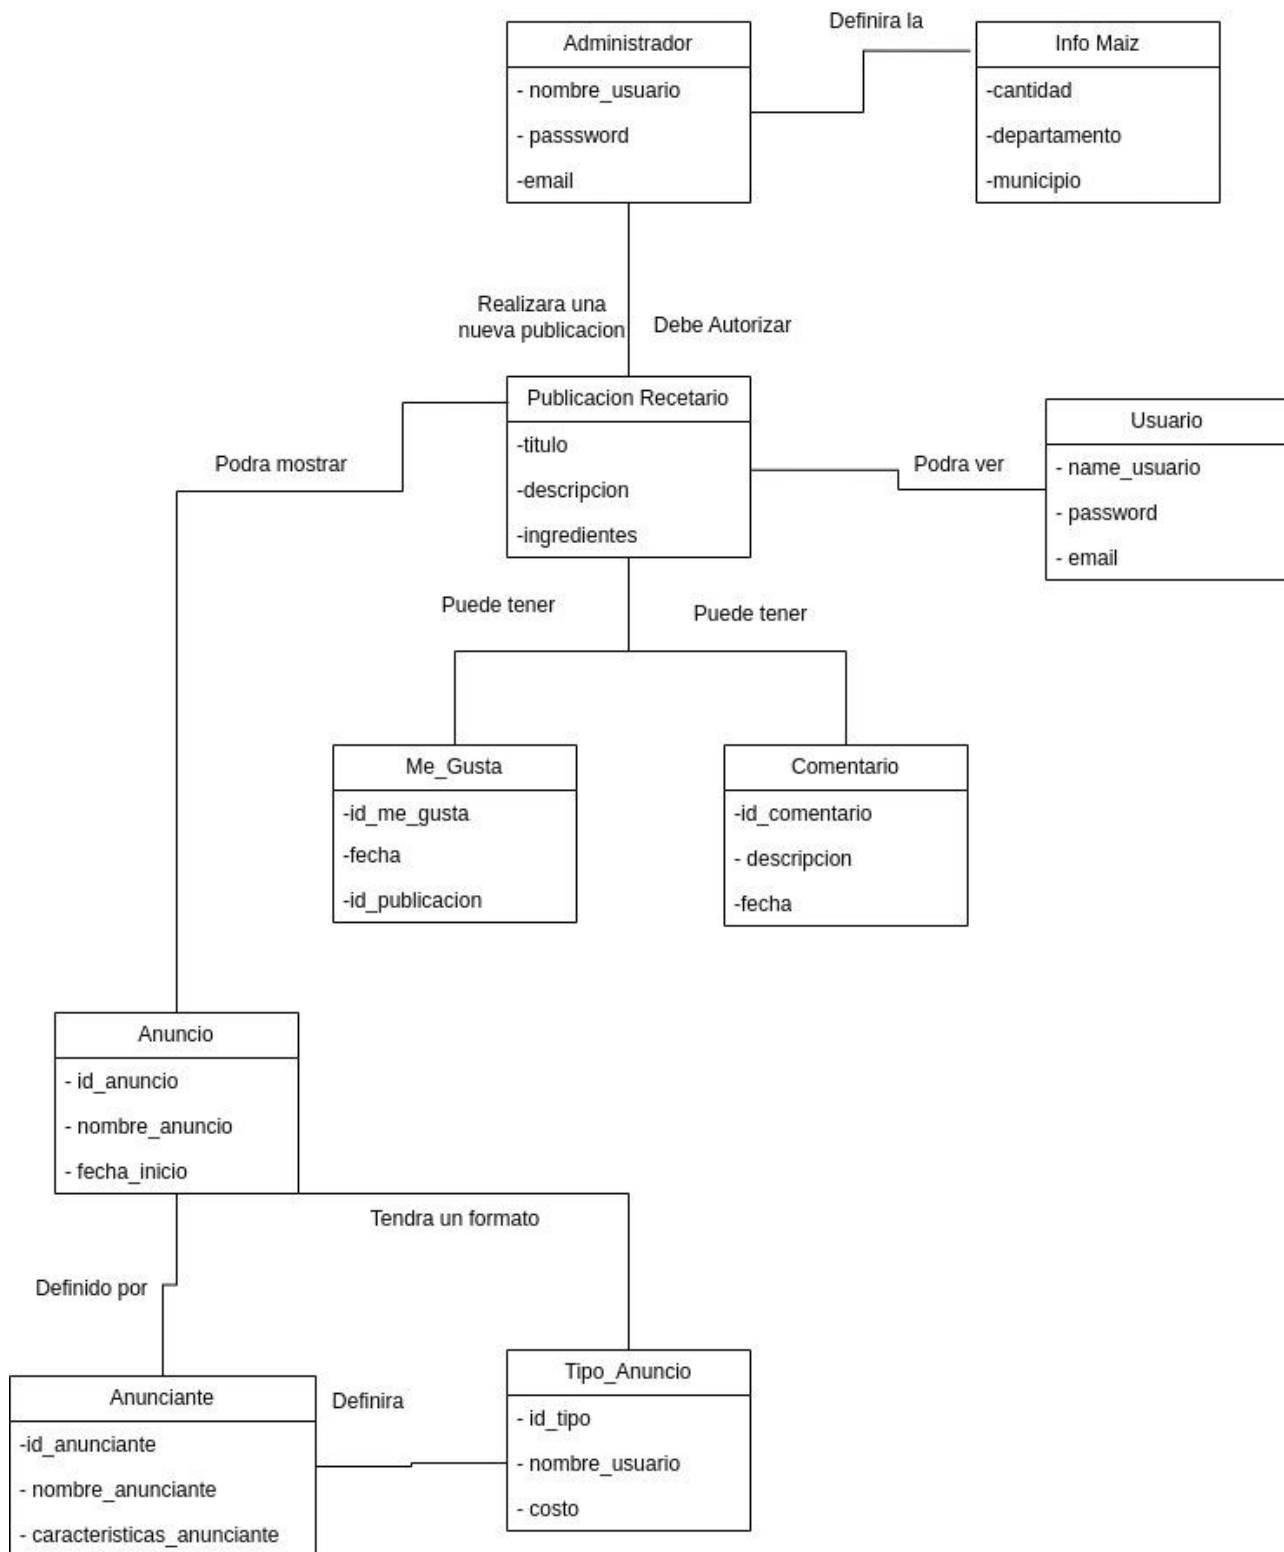 Definira la
Administrador
- nombre_usuario
- passsword
-email
Info Maiz
-cantidad
-departamento
-municipio
Realizara una
nueva publicacion
Debe Autorizar
Publicacion Recetario
-titulo
-descripcion
-ingredientes
Podra mostrar
Podra ver
Usuario
- name_usuario
- password
- email
Puede tener
Puede tener
Me_Gusta
-id_me_gusta
-fecha
-id_publicacion
Comentario
-id_comentario
- descripcion
-fecha
Anuncio
- id_anuncio
- nombre_anuncio
- fecha_inicio
Tendra un formato
Definido por
Anunciante
-id_anunciante
- nombre_anunciante
- caracteristicas_anunciante
Definira
Tipo_Anuncio
- id_tipo
- nombre_usuario
- costo